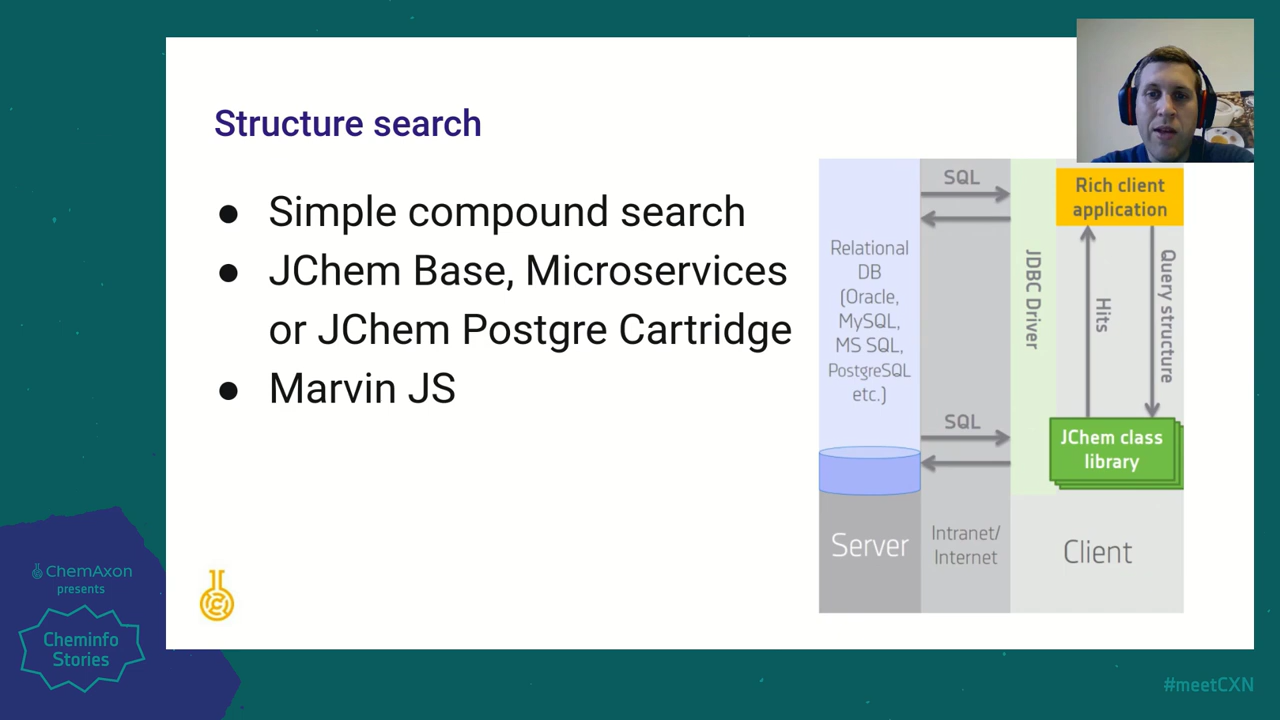 Structure search
● Simple compound search
● JChem Base, Microservices
or JChem Postgre Cartridge
● Marvin JS
SQL
Relational
DB
(Oracle,
MySQL,
MS SQL,
PostgreSQL
etc.)
SQL
JDBC Driver
Rich client
application
Hits
Query structure
JChem class
library
Server
Intranet/
Internet
Client
ChemAxon
presents
Cheminfo
Stories
#meetCXN